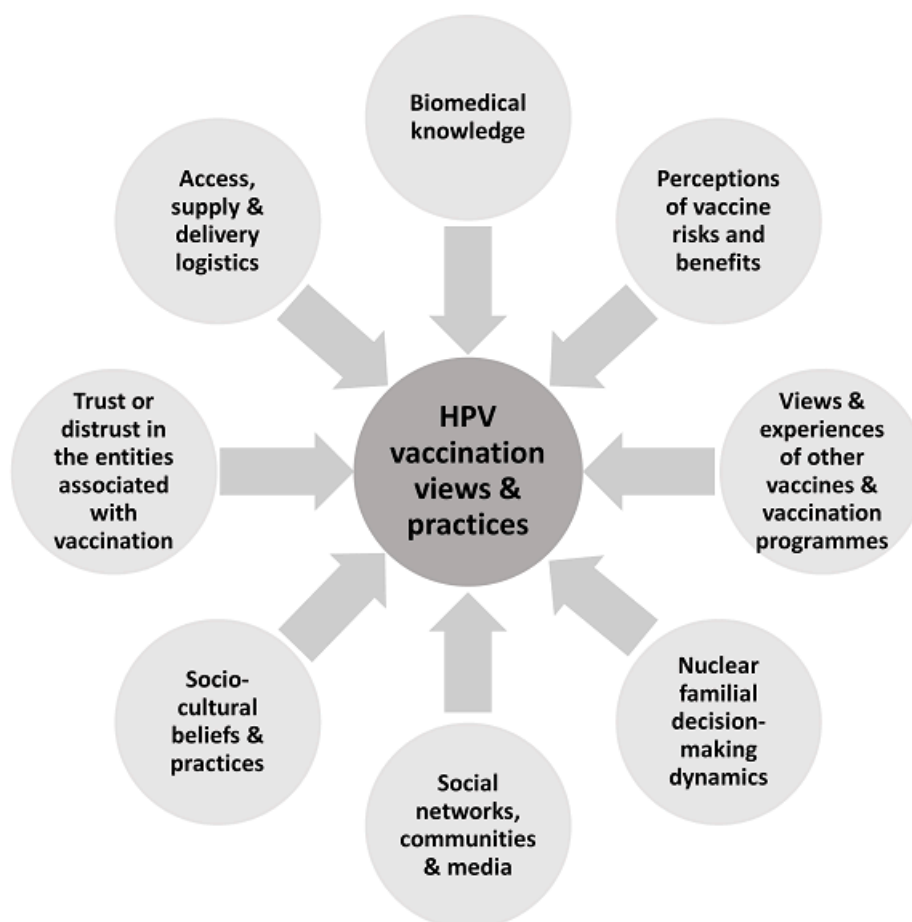 Biomedical
knowledge
Perceptions
of vaccine
risks and
benefits
Views &
experiences
of other
vaccines &
vaccination
programmes
Nuclear
familial
decision-
making
dynamics
Social
networks,
communities
& media
Socio-
cultural
beliefs &
practices
Trust or
distrust in
the entities
associated
with
vaccination
Access,
supply &
delivery
logistics
HPV
vaccination
views &
practices